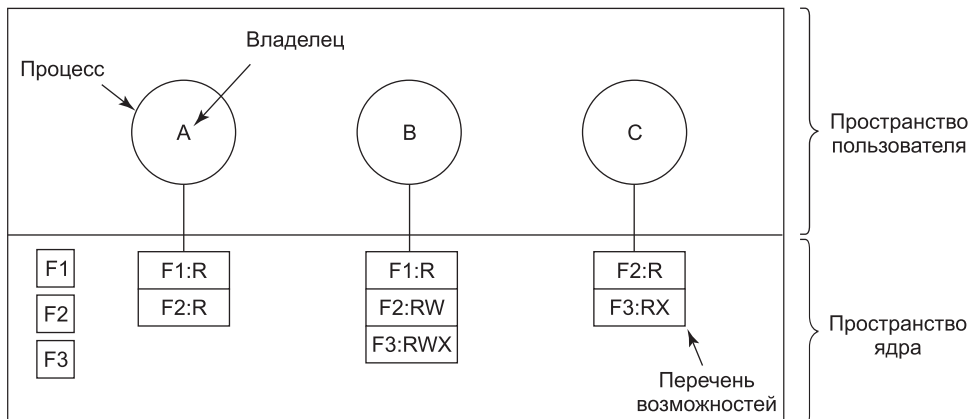 Владелец
Процесс
A
B
C
Пространство
пользователя
F1
F2
F3
F1:R
F2:R
F1:R
F2:RW
F3:RWX
F2:R
F3:RX
Перечень
возможностей
Пространство
ядра